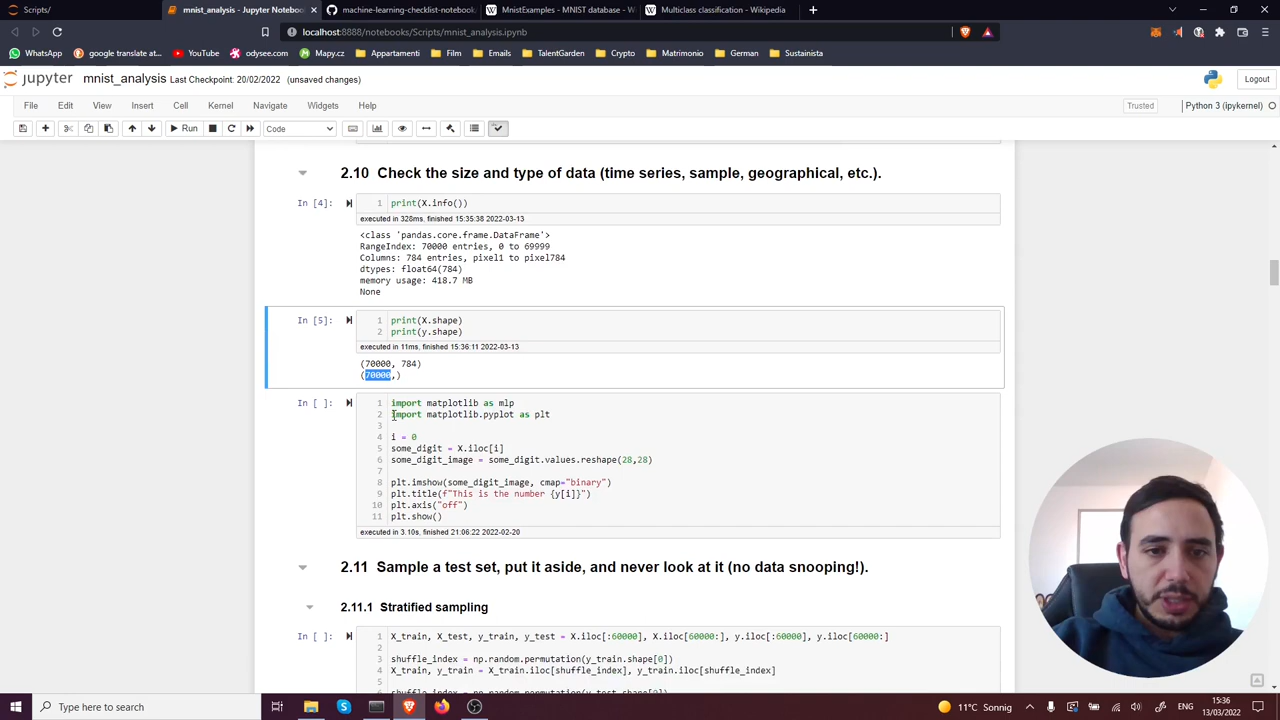 Scripts/
mnist_analysis - Jupyter Noteboo
machine-learning-checklist-noteboo
MnistExamples - MNIST database - W
Multiclass classification - Wikipedia
localhost:8888/notebooks/Scripts/mnist_analysis.ipynb
WhatsApp
google translate at...
YouTube
odysee.com
Mapy.cz
Appartamenti
Film
Emails
TalentGarden
Crypto
Matrimonio
German
Sustainista
jupyter
mnist_analysis Last Checkpoint: 20/02/2022 (unsaved changes)
Logout
File Edit View Insert Cell Kernel Navigate Widgets Help
Trusted
Python 3 (ipykernel)
Run
Code
2.10 Check the size and type of data (time series, sample, geographical, etc.).
In [4]:
1 print(X.info())
executed in 328ms, finished 15:35:38 2022-03-13
<class 'pandas.core.frame.DataFrame'>
RangeIndex: 70000 entries, 0 to 69999
Columns: 784 entries, pixel1 to pixel784
dtypes: float64(784)
memory usage: 418.7 MB
None
In [5]:
1 print(X.shape)
2 print(y.shape)
executed in 11ms, finished 15:36:11 2022-03-13
(70000, 784)
(70000,)
In [ ]:
1 import matplotlib as mlp
2 import matplotlib.pyplot as plt
3
4 i = 0
5 some_digit = X.iloc[i]
6 some_digit_image = some_digit.values.reshape(28,28)
7
8 plt.imshow(some_digit_image, cmap="binary")
9 plt.title(f"This is the number {y[i]}")
10 plt.axis("off")
11 plt.show()
executed in 3.10s, finished 21:06:22 2022-02-20
2.11 Sample a test set, put it aside, and never look at it (no data snooping!).
2.11.1 Stratified sampling
In [ ]:
1 X_train, X_test, y_train, y_test = X.iloc[:60000], X.iloc[60000:], y.iloc[:60000], y.iloc[60000:]
2
3 shuffle_index = np.random.permutation(y_train.shape[0])
4 X_train, y_train = X_train.iloc[shuffle_index], y_train.iloc[shuffle_index]
5
Type here to search
11°C Sonnig
15:36
13/03/2022